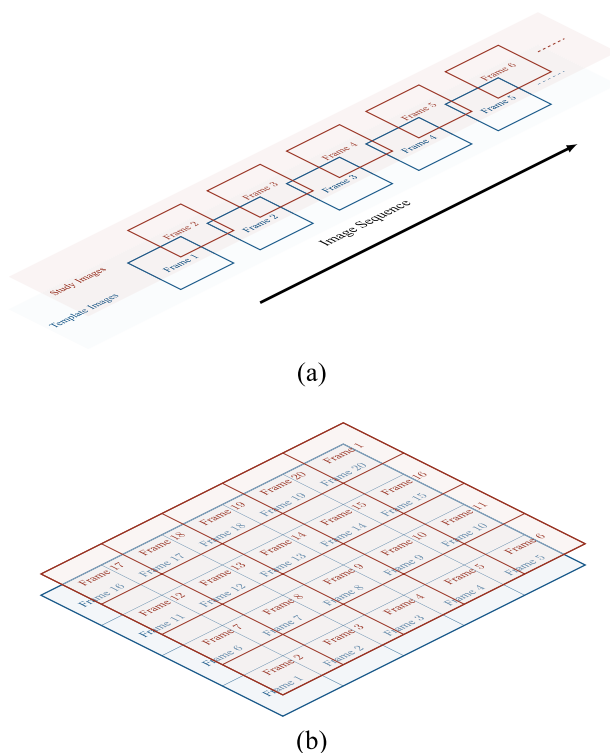 Frame 6
Frame 5
Frame 5
Frame 4
Frame 4
Frame 3
Frame 3
Frame 2
Frame 2
Frame 1
Image Sequence
Study Images
Template Images
(a)
Frame 1
Frame 20
Frame 20
Frame 19
Frame 19
Frame 18
Frame 18
Frame 17
Frame 17
Frame 16
Frame 16
Frame 15
Frame 15
Frame 14
Frame 14
Frame 13
Frame 13
Frame 12
Frame 12
Frame 11
Frame 11
Frame 10
Frame 10
Frame 9
Frame 9
Frame 8
Frame 8
Frame 7
Frame 7
Frame 6
Frame 6
Frame 5
Frame 5
Frame 4
Frame 4
Frame 3
Frame 3
Frame 2
Frame 2
Frame 1
(b)